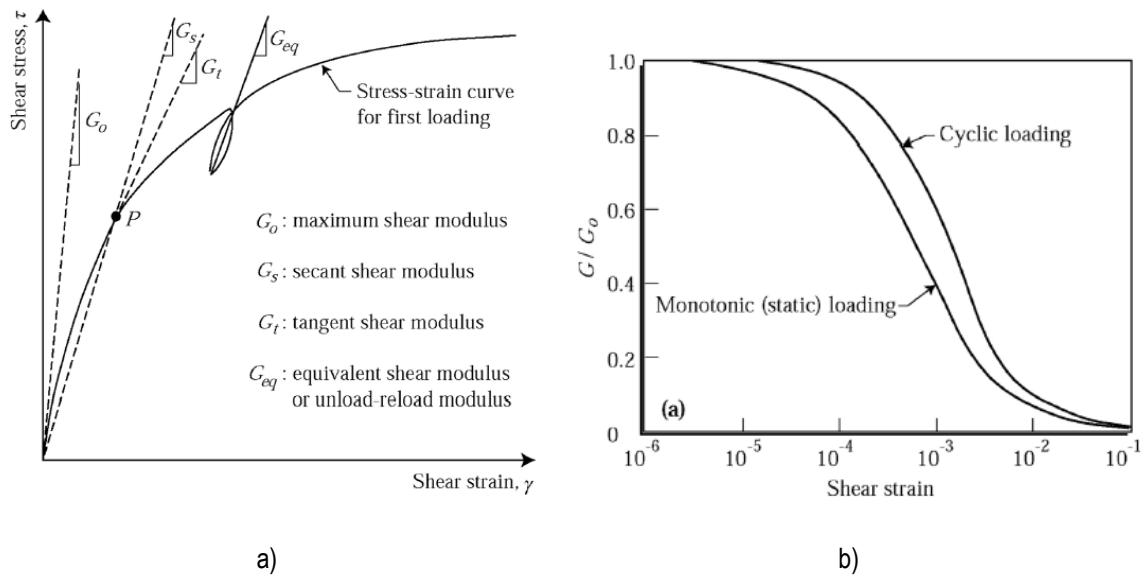 Shear stress, τ
G_o
G_s
G_t
G_eq
Stress-strain curve
for first loading
P
G_o : maximum shear modulus
G_s : secant shear modulus
G_t : tangent shear modulus
G_eq : equivalent shear modulus
or unload-reload modulus
Shear strain, γ
a)
G / G_o
1.0
0.8
0.6
0.4
0.2
0
Cyclic loading
Monotonic (static) loading
(a)
10^-6 10^-5 10^-4 10^-3 10^-2 10^-1
Shear strain
b)